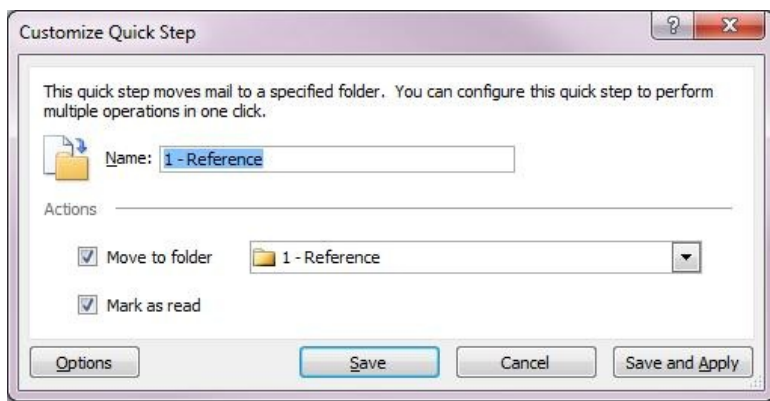 Customize Quick Step
This quick step moves mail to a specified folder. You can configure this quick step to perform
multiple operations in one click.
Name: 1 - Reference
Actions
Move to folder 1 - Reference
Mark as read
Options Save Cancel Save and Apply